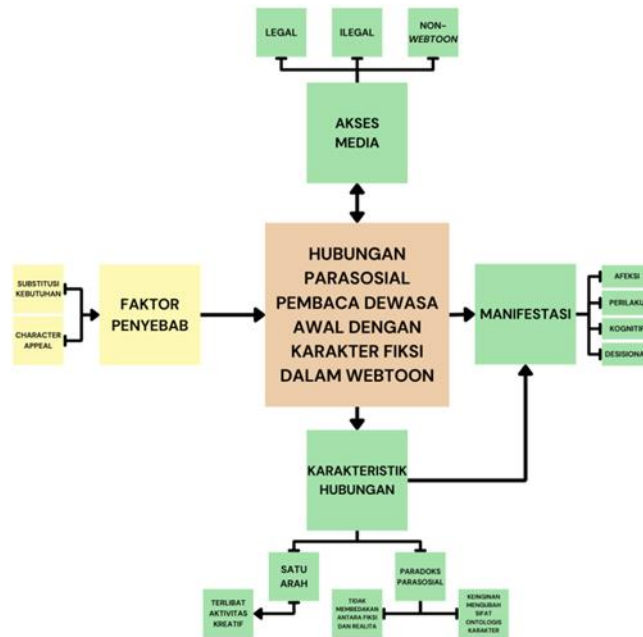 LEGAL
ILEGAL
NON-
WEBTOON
AKSES
MEDIA
HUBUNGAN
PARASOSIAL
PEMBACA DEWASA
AWAL DENGAN
KARAKTER FIKSI
DALAM WEBTOON
SUBSTITUSI
KEBUTUHAN
CHARACTER
APPEAL
FAKTOR
PENYEBAB
MANIFESTASI
AFEKSI
PERILAKU
KOGNITIF
DESISIONAL
KARAKTERISTIK
HUBUNGAN
SATU
ARAH
PARADOKS
PARASOSIAL
TERLIBAT
AKTIVITAS
KREATIF
TIDAK
MEMBEDAKAN
ANTARA FIKSI
DAN REALITA
KEINGINAN
MENGUBAH
SIFAT
ONTOLOGIS
KARAKTER